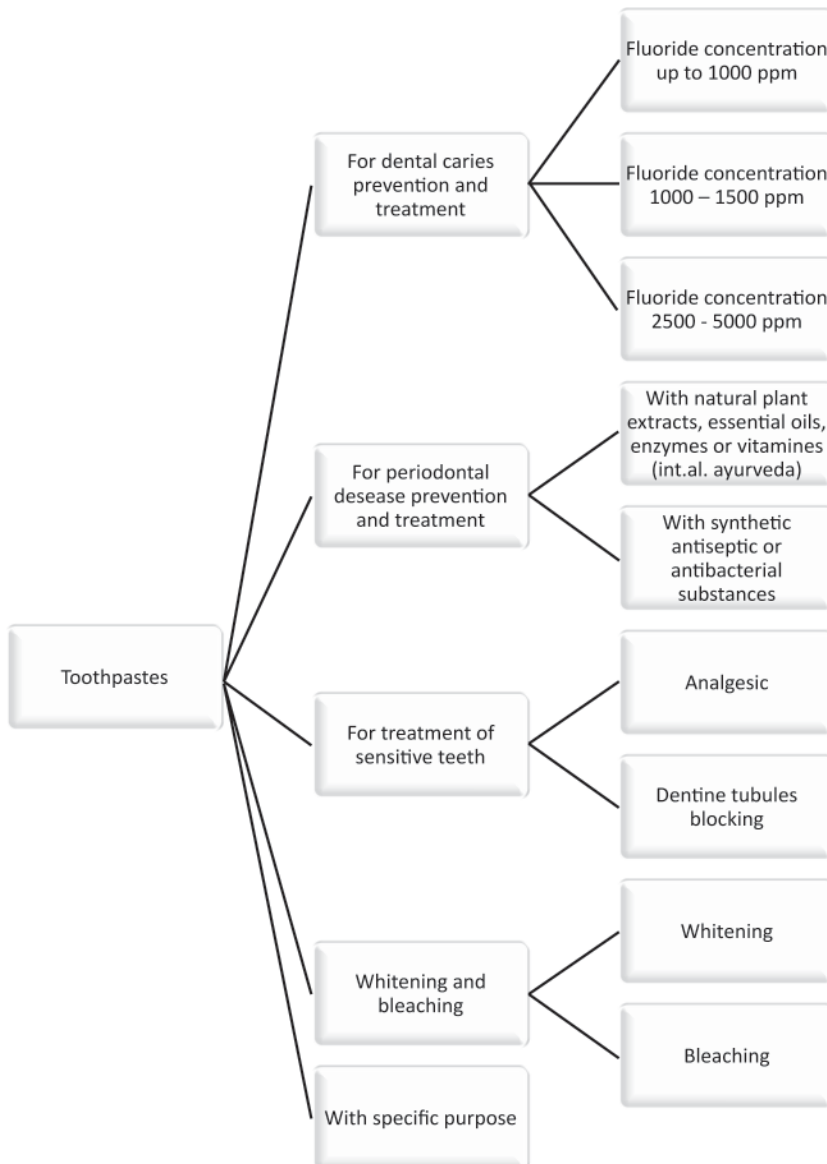 Toothpastes
For dental caries
prevention and
treatment
Fluoride concentration
up to 1000 ppm
Fluoride concentration
1000 – 1500 ppm
Fluoride concentration
2500 - 5000 ppm
For periodontal
desease prevention
and treatment
With natural plant
extracts, essential oils,
enzymes or vitamines
(int.al. ayurveda)
With synthetic
antiseptic or
antibacterial
substances
For treatment of
sensitive teeth
Analgesic
Dentine tubules
blocking
Whitening and
bleaching
Whitening
Bleaching
With specific purpose